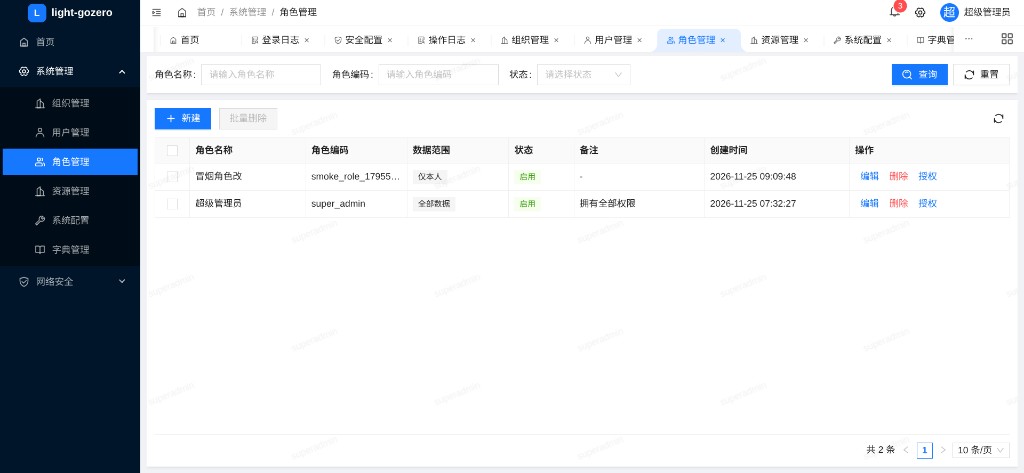 L light-gozero
首页 / 系统管理 / 角色管理
3
超 超级管理员
首页
系统管理
组织管理
用户管理
角色管理
资源管理
系统配置
字典管理
网络安全
首页 登录日志 × 安全配置 × 操作日志 × 组织管理 × 用户管理 × 角色管理 × 资源管理 × 系统配置 × 字典管 ···
角色名称: 请输入角色名称 角色编码: 请输入角色编码 状态: 请选择状态 查询 重置
+ 新建 批量删除
角色名称 角色编码 数据范围 状态 备注 创建时间 操作
冒烟角色改 smoke_role_17955... 仅本人 启用 - 2026-11-25 09:09:48 编辑 删除 授权
超级管理员 super_admin 全部数据 启用 拥有全部权限 2026-11-25 07:32:27 编辑 删除 授权
共 2 条 < 1 > 10 条/页
superadmin